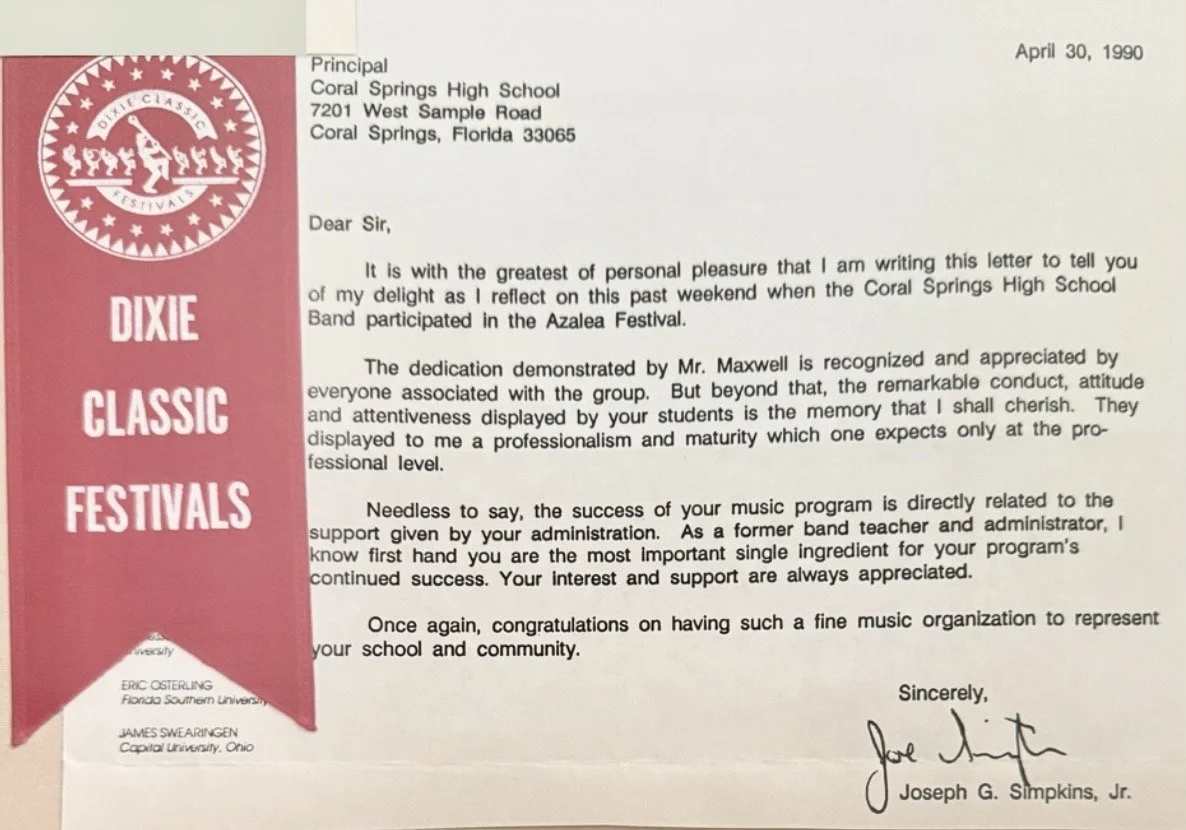 DIXIE CLASSIC
FESTIVALS
DIXIE
CLASSIC
FESTIVALS
ERIC OSTERLING
Florida Southern University
JAMES SWEARINGEN
Capital University, Ohio
April 30, 1990
Principal
Coral Springs High School
7201 West Sample Road
Coral Springs, Florida 33065
Dear Sir,
It is with the greatest of personal pleasure that I am writing this letter to tell you
of my delight as I reflect on this past weekend when the Coral Springs High School
Band participated in the Azalea Festival.
The dedication demonstrated by Mr. Maxwell is recognized and appreciated by
everyone associated with the group. But beyond that, the remarkable conduct, attitude
and attentiveness displayed by your students is the memory that I shall cherish. They
displayed to me a professionalism and maturity which one expects only at the pro-
fessional level.
Needless to say, the success of your music program is directly related to the
support given by your administration. As a former band teacher and administrator, I
know first hand you are the most important single ingredient for your program's
continued success. Your interest and support are always appreciated.
Once again, congratulations on having such a fine music organization to represent
your school and community.
Sincerely,
Joe
Joseph G. Simpkins, Jr.